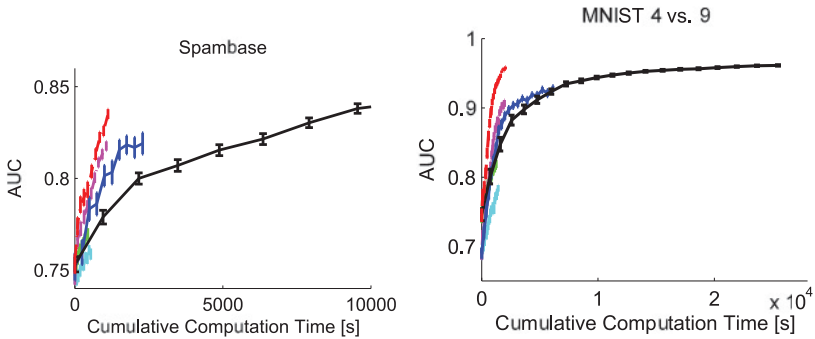 Spambase
AUC
0.85
0.8
0.75
0
5000
10000
Cumulative Computation Time [s]
MNIST 4 vs. 9
AUC
1
0.9
0.8
0.7
0
1
2
x 10^4
Cumulative Computation Time [s]